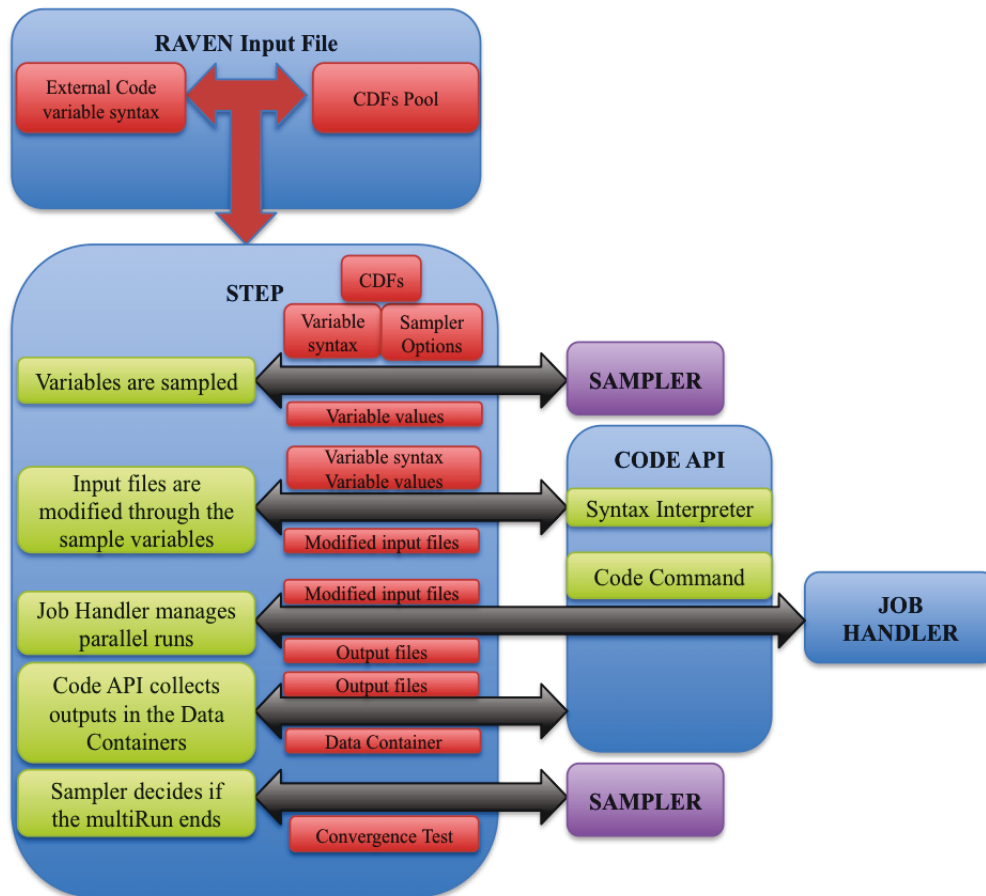 RAVEN Input File
External Code
variable syntax
CDFs Pool
STEP
CDFs
Variable
syntax
Sampler
Options
Variables are sampled
SAMPLER
Variable values
Variable syntax
Variable values
CODE API
Input files are
modified through the
sample variables
Syntax Interpreter
Modified input files
Code Command
Modified input files
Job Handler manages
parallel runs
JOB
HANDLER
Output files
Output files
Code API collects
outputs in the Data
Containers
Data Container
Sampler decides if
the multiRun ends
SAMPLER
Convergence Test